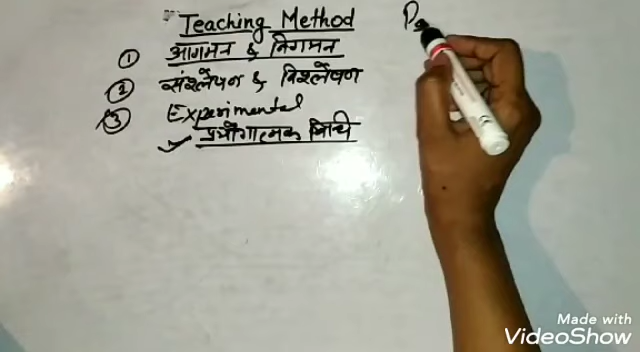 Teaching Method
① आगमन & निगमन
② संश्लेषण & विश्लेषण
③ Experimental
प्रयोगात्मक विधि
Made with
VideoShow